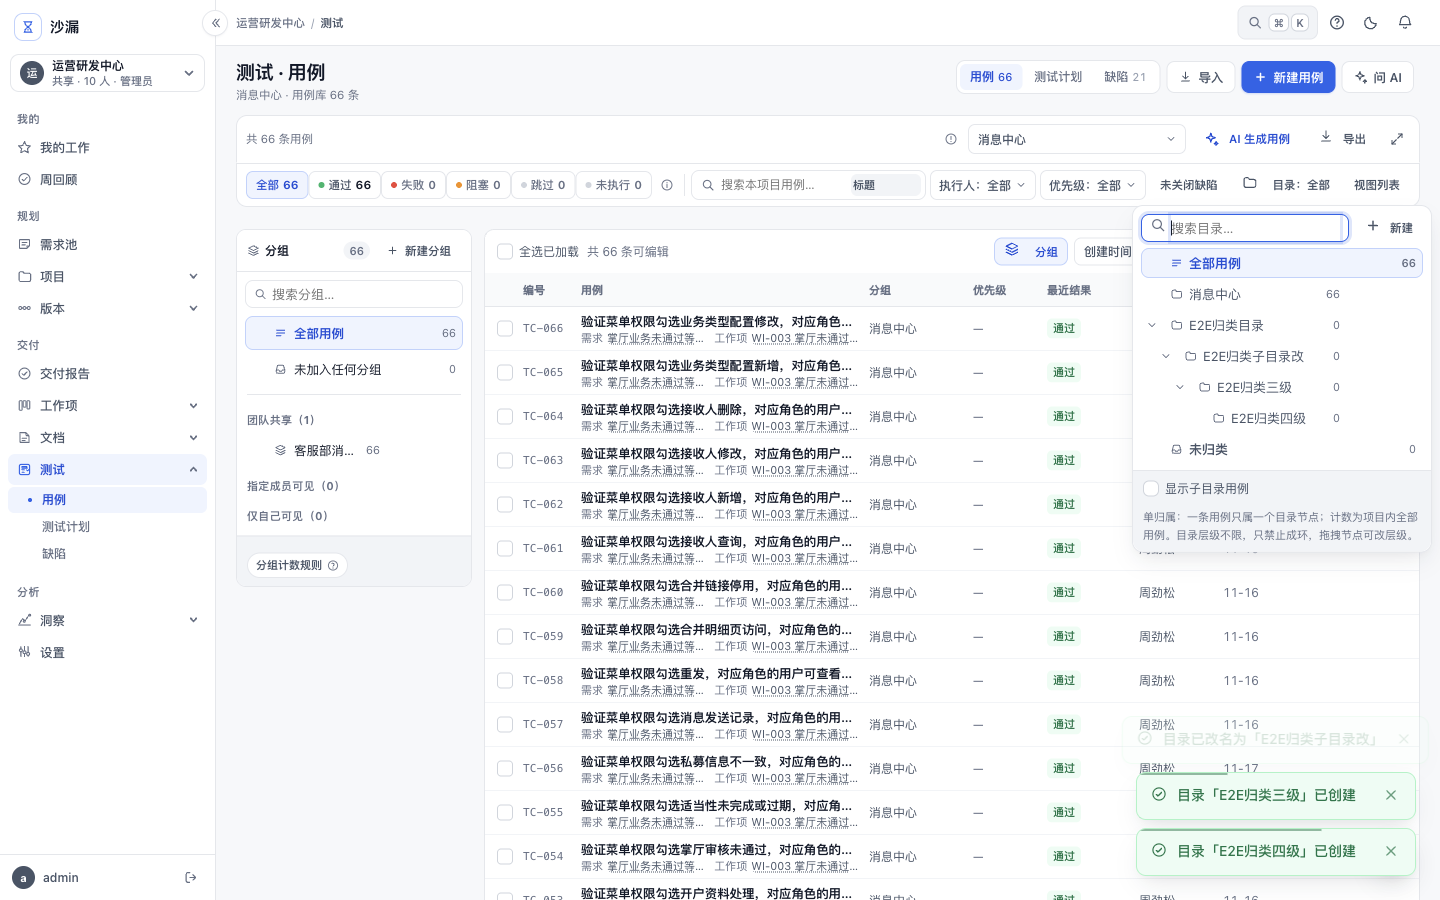 沙漏
运 运营研发中心
共享 · 10 人 · 管理员
我的
我的工作
周回顾
规划
需求池
项目
版本
交付
交付报告
工作项
文档
测试
用例
测试计划
缺陷
分析
洞察
设置
a admin
运营研发中心 / 测试
⌘ K
测试 · 用例
消息中心 · 用例库 66 条
用例 66 测试计划 缺陷 21 导入 新建用例 问 AI
共 66 条用例 消息中心 AI 生成用例 导出
全部 66 通过 66 失败 0 阻塞 0 跳过 0 未执行 0 搜索本项目用例... 标题 执行人：全部 优先级：全部 未关闭缺陷 目录：全部 视图列表
分组 66 新建分组
搜索分组...
全部用例 66
未加入任何分组 0
团队共享（1）
客服部消... 66
指定成员可见（0）
仅自己可见（0）
分组计数规则
全选已加载 共 66 条可编辑 分组 创建时间
编号 用例 分组 优先级 最近结果
TC-066 验证菜单权限勾选业务类型配置修改，对应角色... 消息中心 — 通过
需求 掌厅业务未通过等... 工作项 WI-003 掌厅未通过...
TC-065 验证菜单权限勾选业务类型配置新增，对应角色... 消息中心 — 通过
需求 掌厅业务未通过等... 工作项 WI-003 掌厅未通过...
TC-064 验证菜单权限勾选接收人删除，对应角色的用户... 消息中心 — 通过
需求 掌厅业务未通过等... 工作项 WI-003 掌厅未通过...
TC-063 验证菜单权限勾选接收人修改，对应角色的用户... 消息中心 — 通过
需求 掌厅业务未通过等... 工作项 WI-003 掌厅未通过...
TC-062 验证菜单权限勾选接收人新增，对应角色的用户... 消息中心 — 通过
需求 掌厅业务未通过等... 工作项 WI-003 掌厅未通过...
TC-061 验证菜单权限勾选接收人查询，对应角色的用户... 消息中心 — 通过
需求 掌厅业务未通过等... 工作项 WI-003 掌厅未通过...
TC-060 验证菜单权限勾选合并链接停用，对应角色的用... 消息中心 — 通过 周劲松 11-16
需求 掌厅业务未通过等... 工作项 WI-003 掌厅未通过...
TC-059 验证菜单权限勾选合并明细页访问，对应角色的... 消息中心 — 通过 周劲松 11-16
需求 掌厅业务未通过等... 工作项 WI-003 掌厅未通过...
TC-058 验证菜单权限勾选重发，对应角色的用户可查看... 消息中心 — 通过 周劲松 11-16
需求 掌厅业务未通过等... 工作项 WI-003 掌厅未通过...
TC-057 验证菜单权限勾选消息发送记录，对应角色的用... 消息中心 — 通过 周劲松 11-16
需求 掌厅业务未通过等... 工作项 WI-003 掌厅未通过...
TC-056 验证菜单权限勾选私募信息不一致，对应角色的... 消息中心 — 通过 周劲松 11-17
需求 掌厅业务未通过等... 工作项 WI-003 掌厅未通过...
TC-055 验证菜单权限勾选适当性未完成或过期，对应角... 消息中心 — 通过
需求 掌厅业务未通过等... 工作项 WI-003 掌厅未通过...
TC-054 验证菜单权限勾选掌厅审核未通过，对应角色的... 消息中心 — 通过
需求 掌厅业务未通过等... 工作项 WI-003 掌厅未通过...
TC-053 验证菜单权限勾选开户资料处理，对应角色的用... 消息中心 — 通过 周劲松 11-16
搜索目录... 新建
全部用例 66
消息中心 66
E2E归类目录 0
E2E归类子目录改 0
E2E归类三级 0
E2E归类四级 0
未归类 0
显示子目录用例
单归属：一条用例只属一个目录节点；计数为项目内全部
用例。目录层级不限，只禁止成环，拖拽节点可改层级。
目录已改名为「E2E归类子目录改」
目录「E2E归类三级」已创建
目录「E2E归类四级」已创建